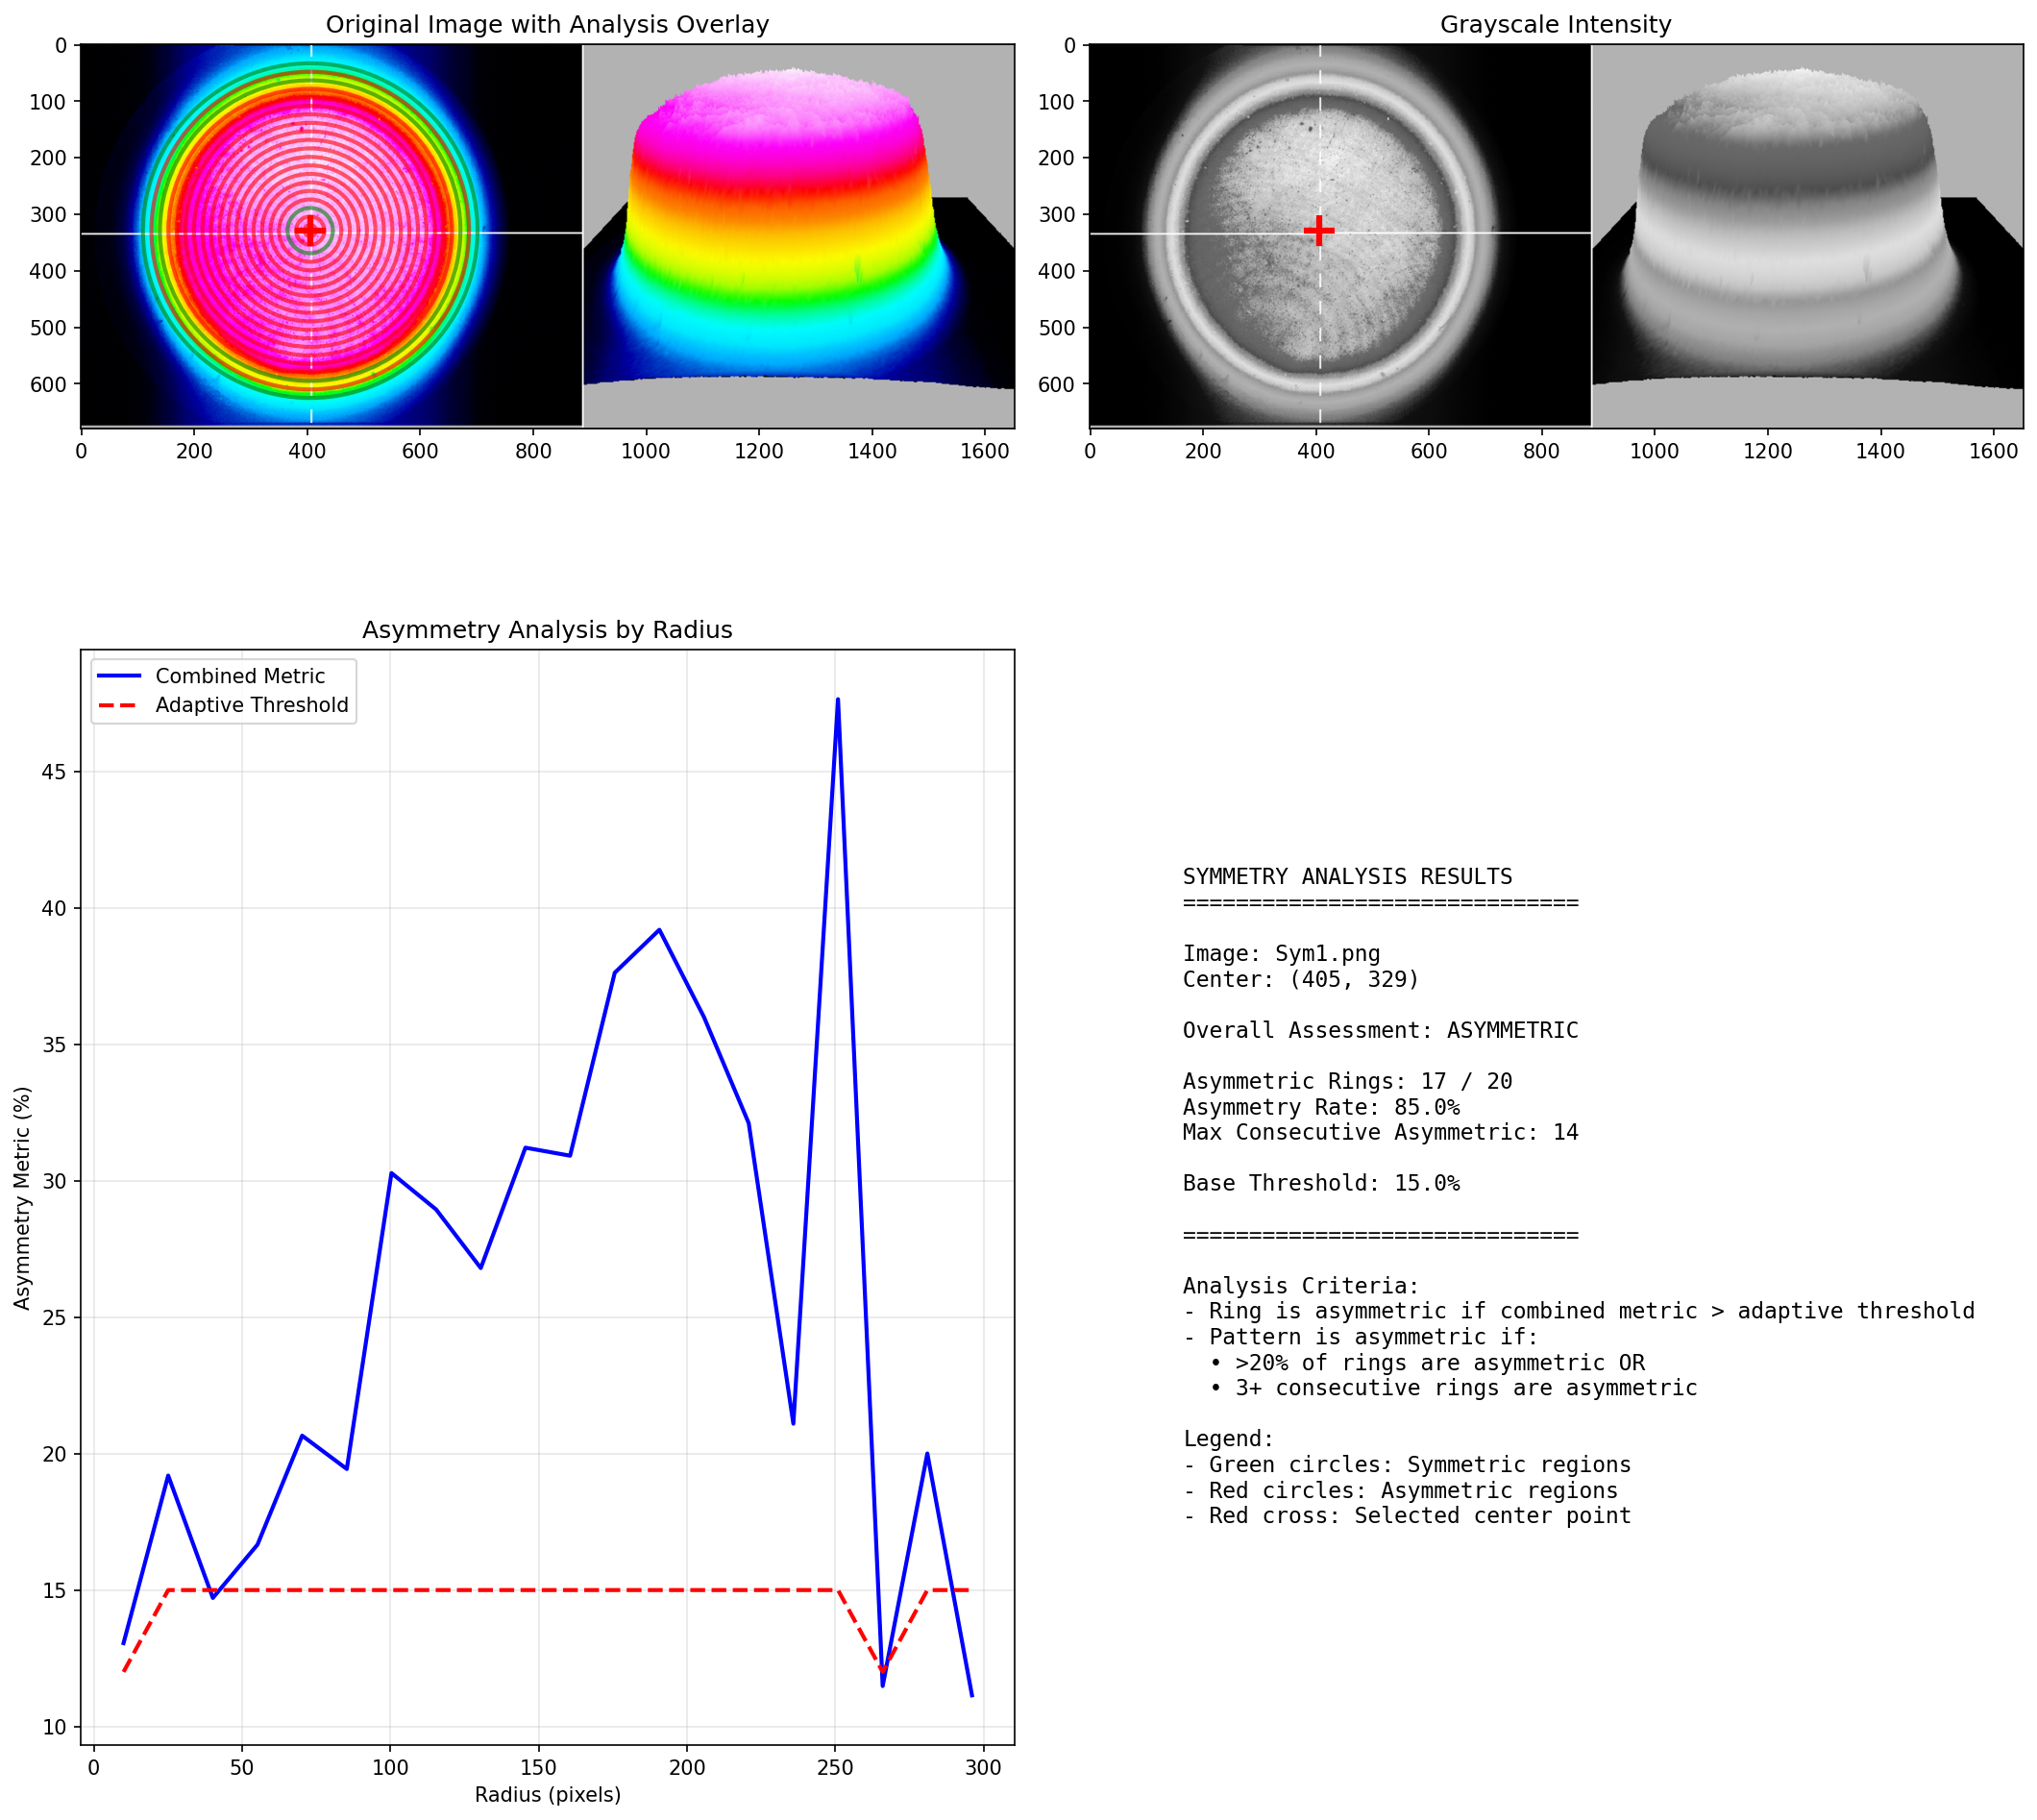 Original Image with Analysis Overlay
0
100
200
300
400
500
600
0 200 400 600 800 1000 1200 1400 1600
Grayscale Intensity
0
100
200
300
400
500
600
0 200 400 600 800 1000 1200 1400 1600
Asymmetry Analysis by Radius
Combined Metric
Adaptive Threshold
Asymmetry Metric (%)
45
40
35
30
25
20
15
10
0 50 100 150 200 250 300
Radius (pixels)
SYMMETRY ANALYSIS RESULTS
==============================
Image: Sym1.png
Center: (405, 329)
Overall Assessment: ASYMMETRIC
Asymmetric Rings: 17 / 20
Asymmetry Rate: 85.0%
Max Consecutive Asymmetric: 14
Base Threshold: 15.0%
==============================
Analysis Criteria:
- Ring is asymmetric if combined metric > adaptive threshold
- Pattern is asymmetric if:
• >20% of rings are asymmetric OR
• 3+ consecutive rings are asymmetric
Legend:
- Green circles: Symmetric regions
- Red circles: Asymmetric regions
- Red cross: Selected center point